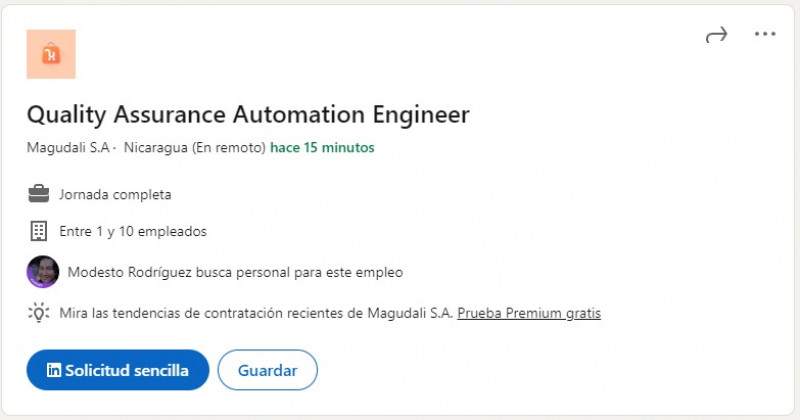 Quality Assurance Automation Engineer
Magudali S.A · Nicaragua (En remoto) hace 15 minutos
Jornada completa
Entre 1 y 10 empleados
Modesto Rodríguez busca personal para este empleo
Mira las tendencias de contratación recientes de Magudali S.A. Prueba Premium gratis
in Solicitud sencilla
Guardar